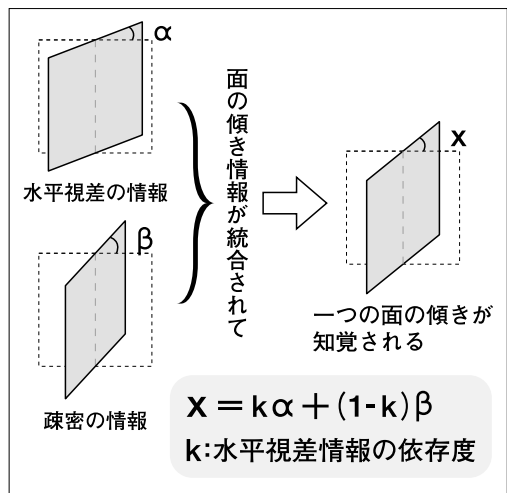 α
水平視差の情報
β
疎密の情報
面の傾き情報が統合されて
x
一つの面の傾きが
知覚される
x = kα + (1-k)β
k:水平視差情報の依存度